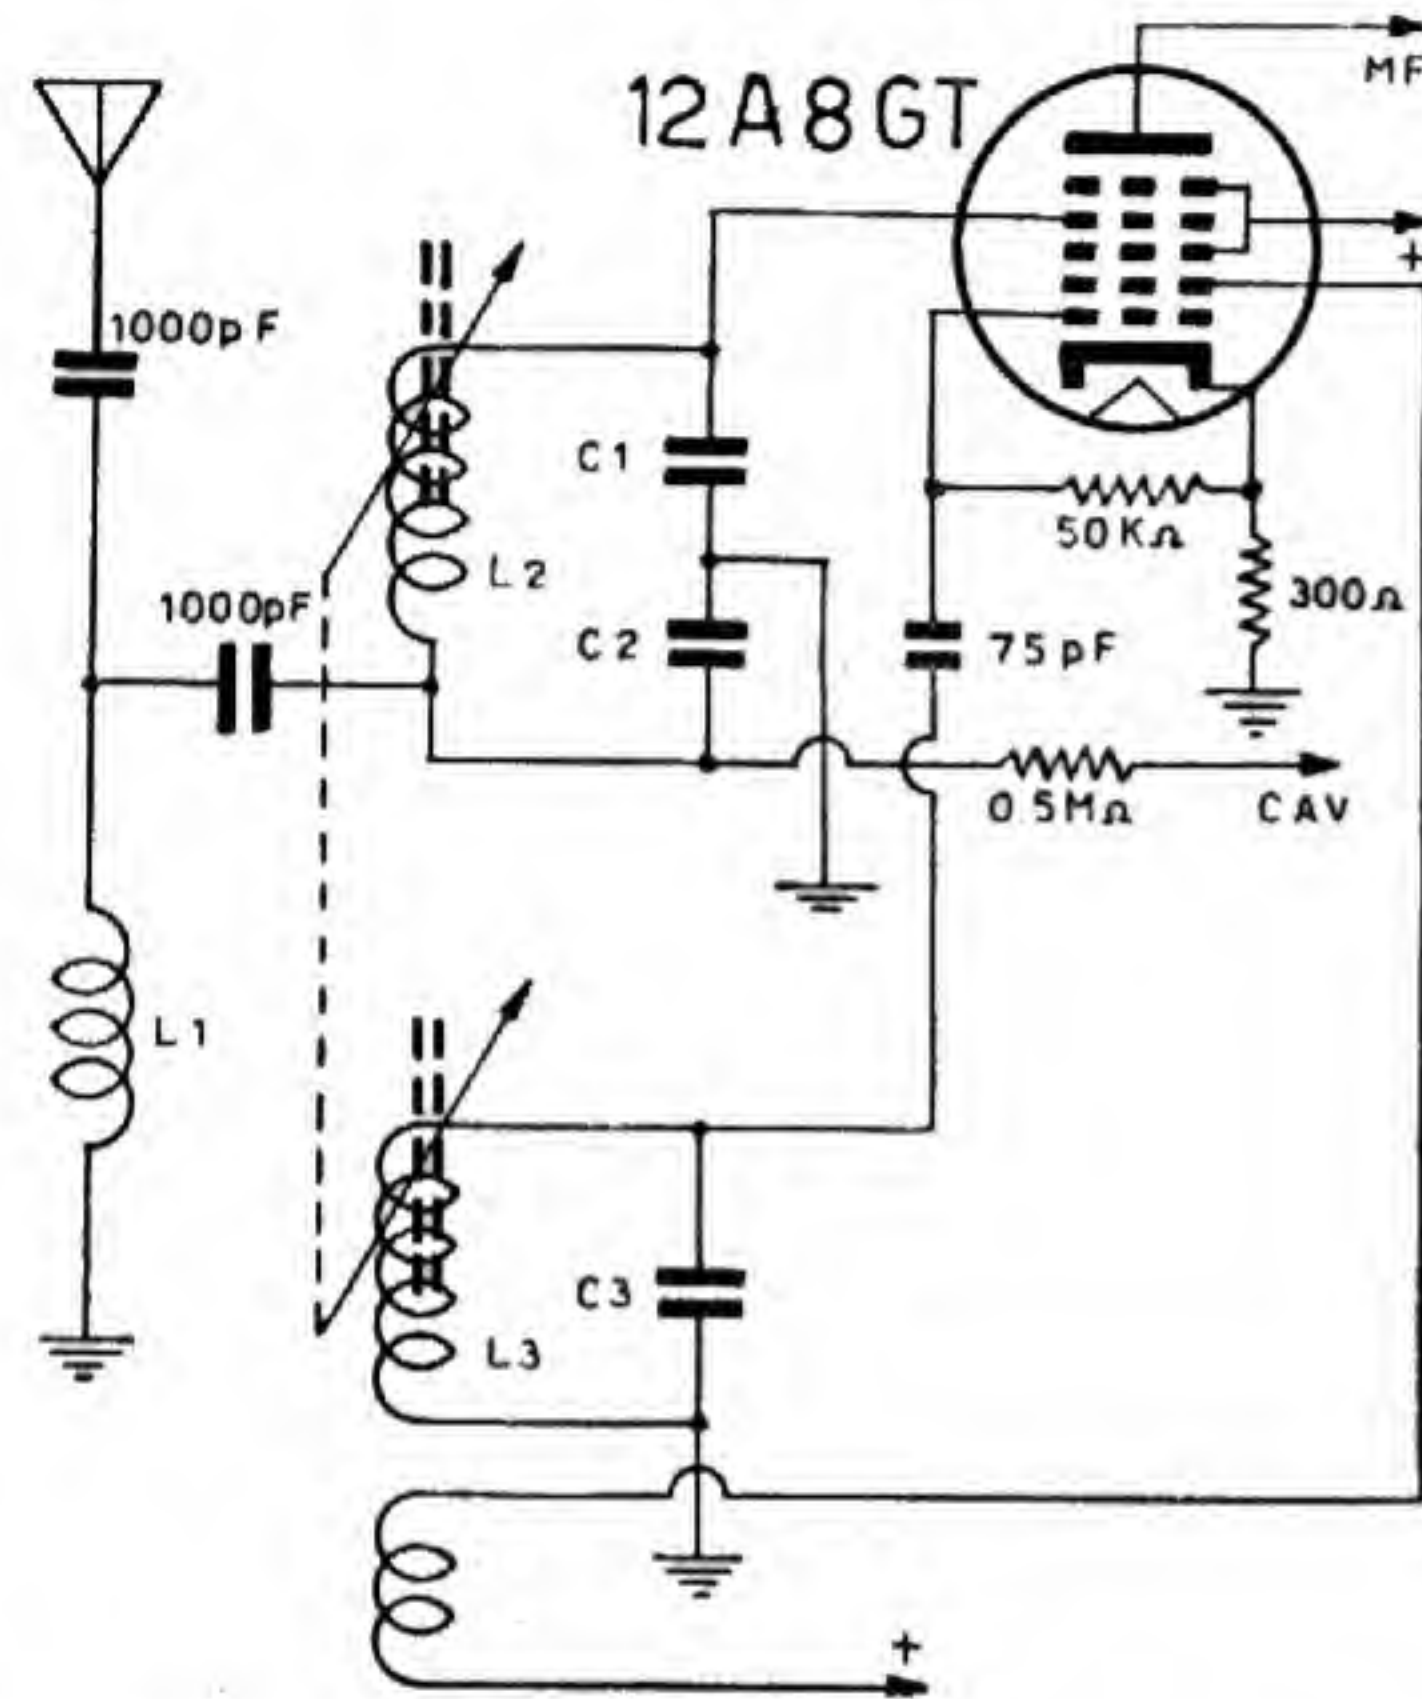 12A8GT
MF
+
1000pF
C1
L2
50KΩ
300Ω
1000pF
C2
75pF
0.5MΩ
CAV
L1
C3
L3
+